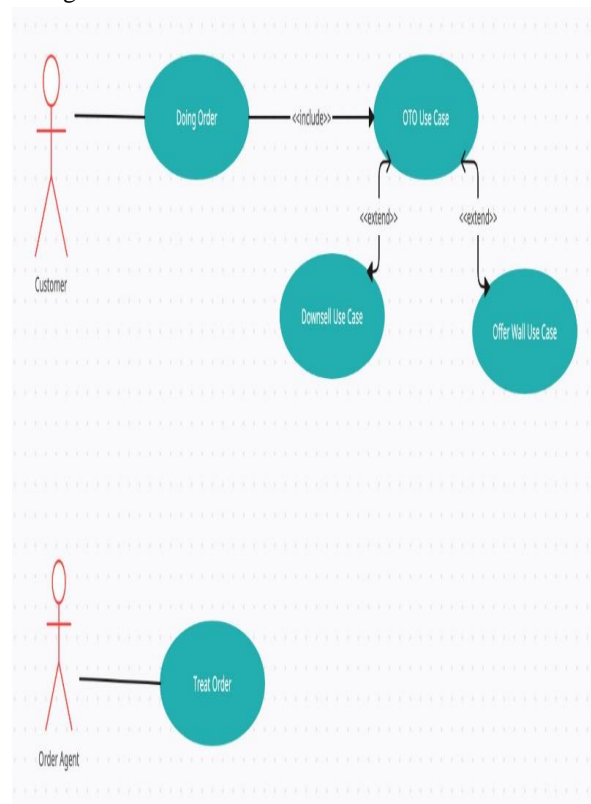 Doing Order
<<include>>
OTO Use Case
<<extend>>
<<extend>>
Customer
Downsell Use Case
Offer Wall Use Case
Treat Order
Order Agent